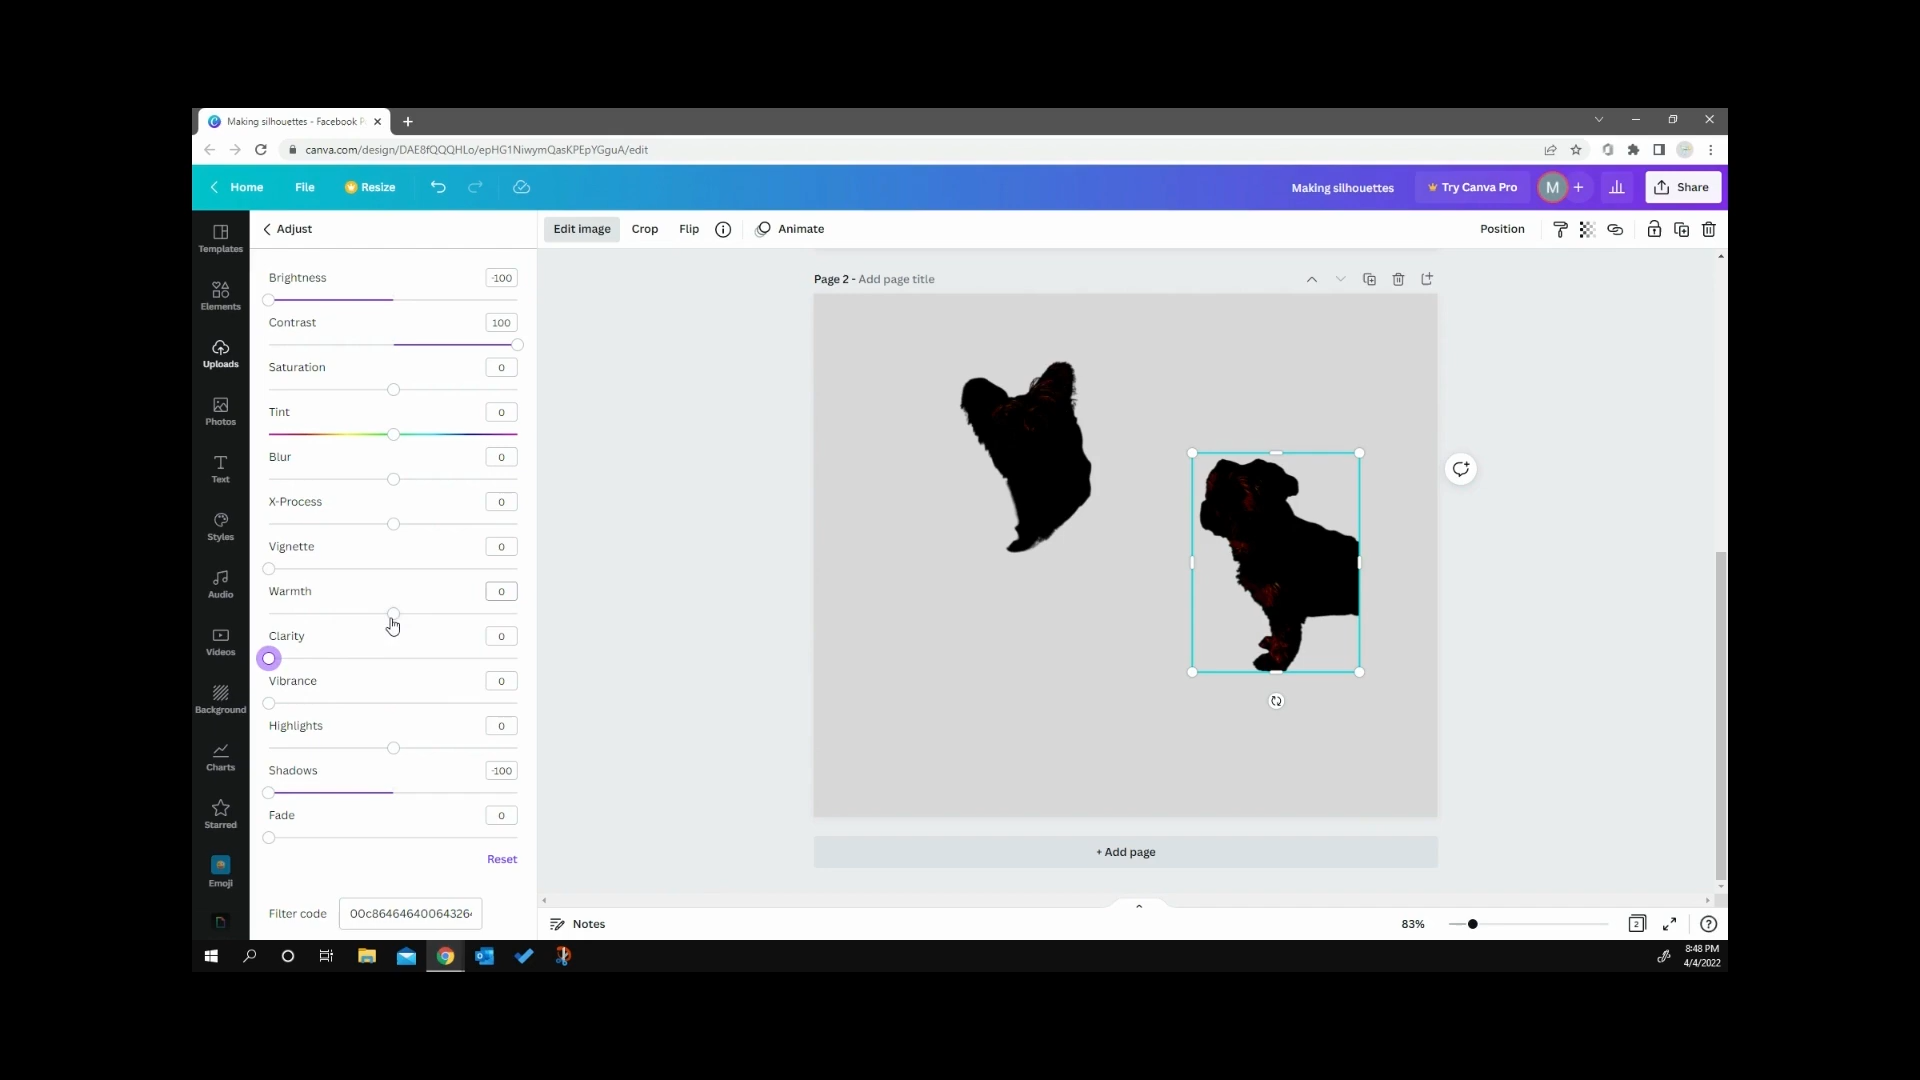 Making silhouettes - Facebook P
canva.com/design/DAE8fQQQHLo/epHG1NiwymQasKPEpYGguA/edit
Home
File
Resize
Making silhouettes
Try Canva Pro
M
Share
Adjust
Edit image
Crop
Flip
Animate
Position
Templates
Elements
Uploads
Photos
Text
Styles
Audio
Videos
Background
Charts
Starred
Emoji
Brightness -100
Contrast 100
Saturation 0
Tint 0
Blur 0
X-Process 0
Vignette 0
Warmth 0
Clarity 0
Vibrance 0
Highlights 0
Shadows -100
Fade 0
Reset
Filter code 00c86464640064326
Page 2 - Add page title
+ Add page
Notes
83%
2
8:48 PM
4/4/2022